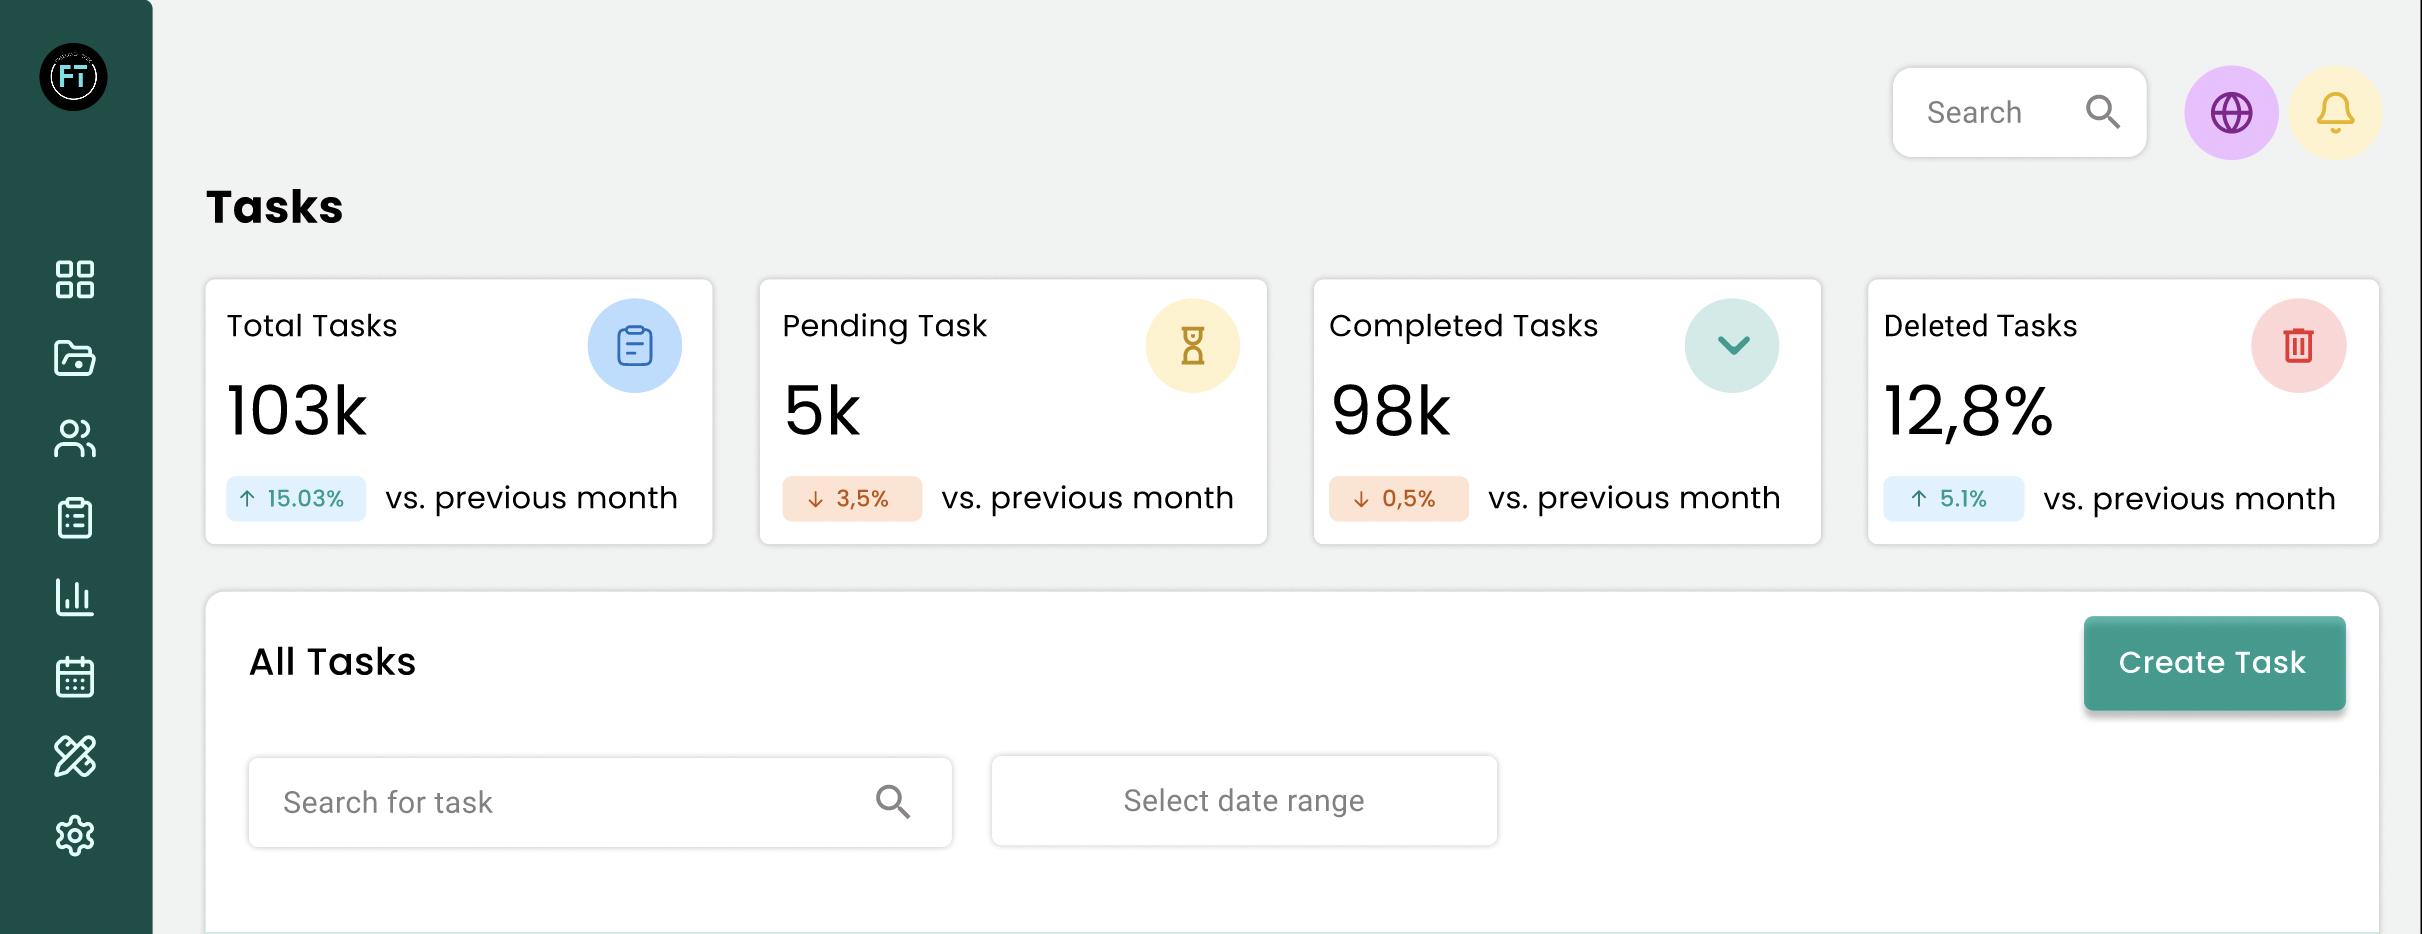 FT
Search
Tasks
Total Tasks
103k
↑ 15.03% vs. previous month
Pending Task
5k
↓ 3,5% vs. previous month
Completed Tasks
98k
↓ 0,5% vs. previous month
Deleted Tasks
12,8%
↑ 5.1% vs. previous month
All Tasks
Create Task
Search for task
Select date range